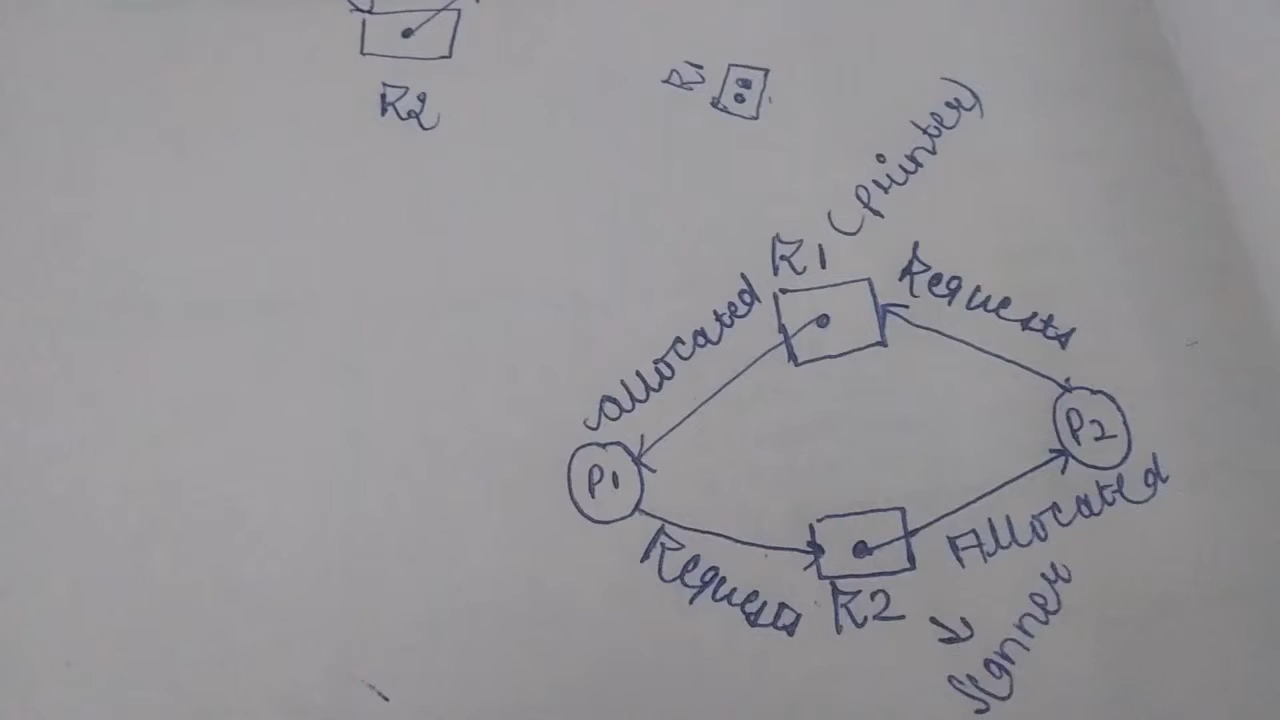 R2
R1
R1 (Printer)
Allocated
Requests
P1
P2
Requests
R2
Allocated
Scanner